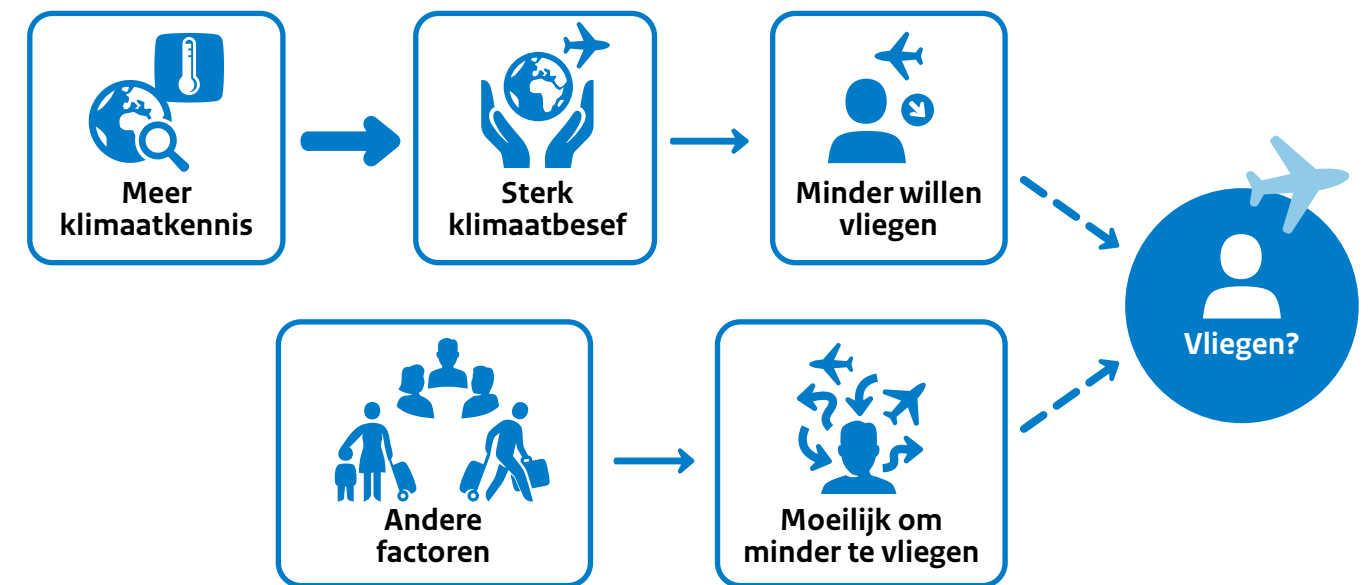 Meer
klimaatkennis
Sterk
klimaatbesef
Minder willen
vliegen
Vliegen?
Andere
factoren
Moeilijk om
minder te vliegen